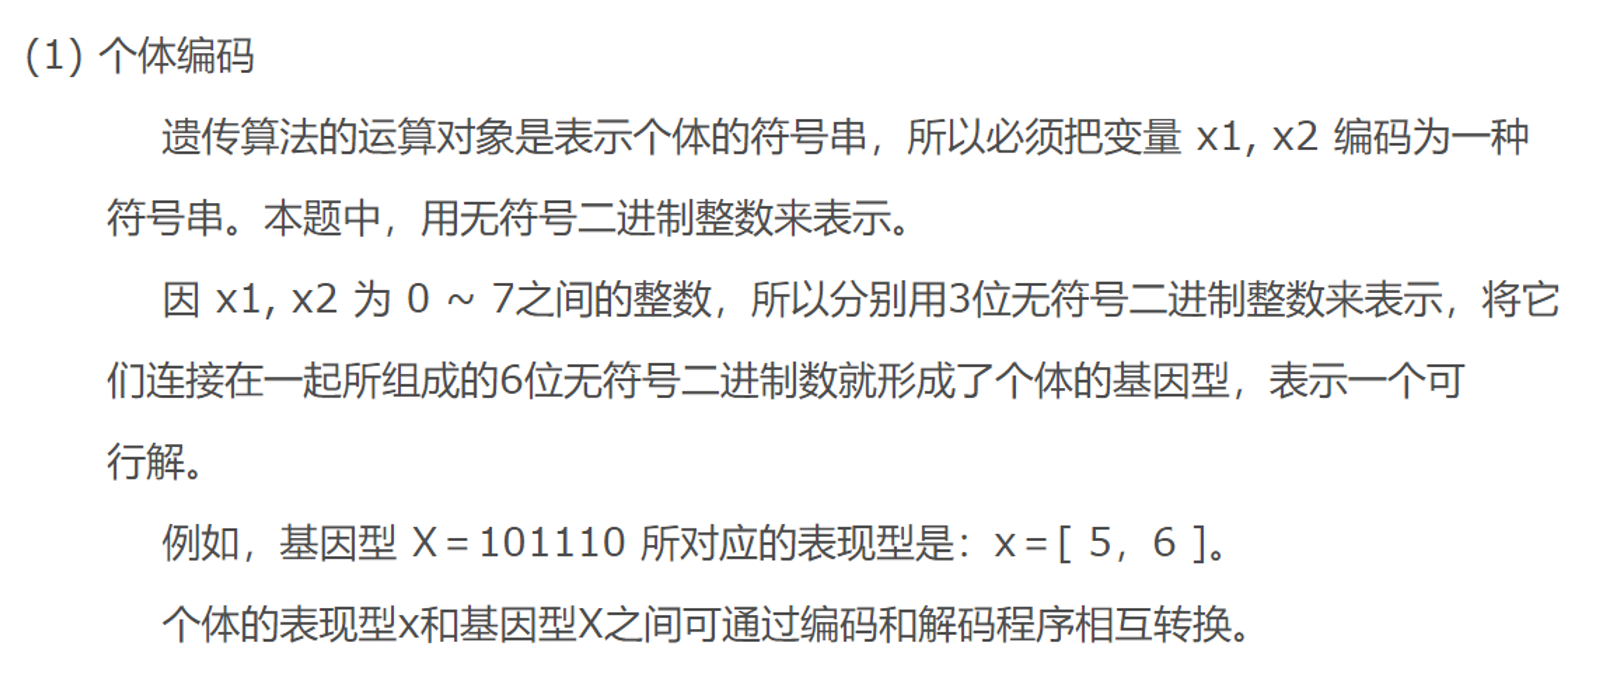 (1) 个体编码
遗传算法的运算对象是表示个体的符号串，所以必须把变量 x1, x2 编码为一种
符号串。本题中，用无符号二进制整数来表示。
因 x1, x2 为 0 ~ 7之间的整数，所以分别用3位无符号二进制整数来表示，将它
们连接在一起所组成的6位无符号二进制数就形成了个体的基因型，表示一个可
行解。
例如，基因型 X＝101110 所对应的表现型是：x＝[ 5，6 ]。
个体的表现型x和基因型X之间可通过编码和解码程序相互转换。